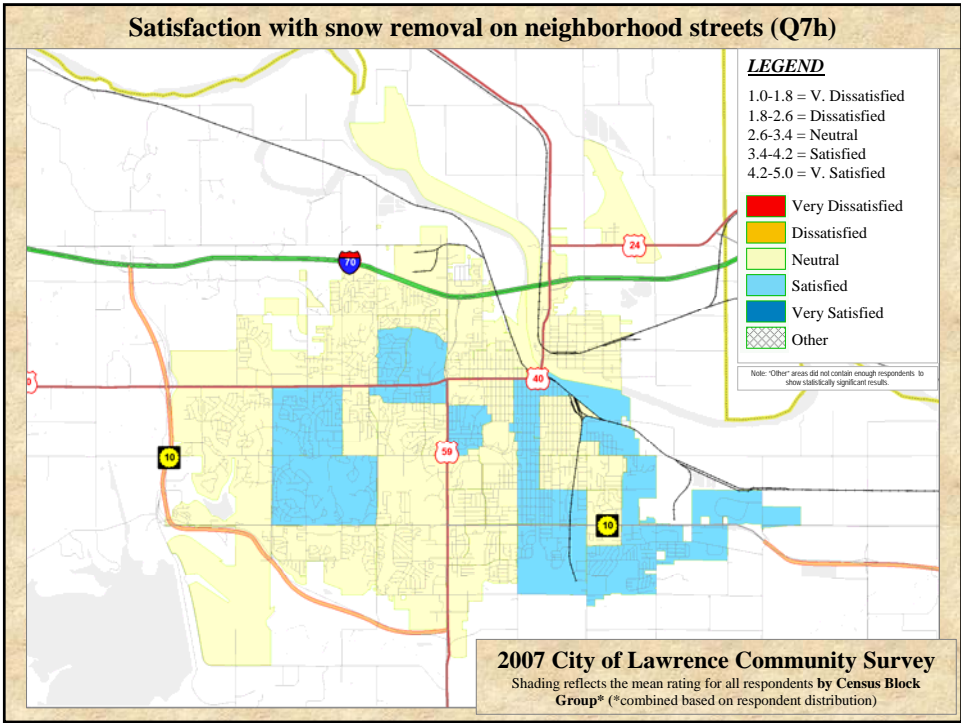 Satisfaction with snow removal on neighborhood streets (Q7h)
LEGEND
1.0-1.8 = V. Dissatisfied
1.8-2.6 = Dissatisfied
2.6-3.4 = Neutral
3.4-4.2 = Satisfied
4.2-5.0 = V. Satisfied
Very Dissatisfied
Dissatisfied
Neutral
Satisfied
Very Satisfied
Other
Note: "Other" areas did not contain enough respondents to
show statistically significant results.
24
70
40
0
59
10
10
2007 City of Lawrence Community Survey
Shading reflects the mean rating for all respondents by Census Block
Group* (*combined based on respondent distribution)